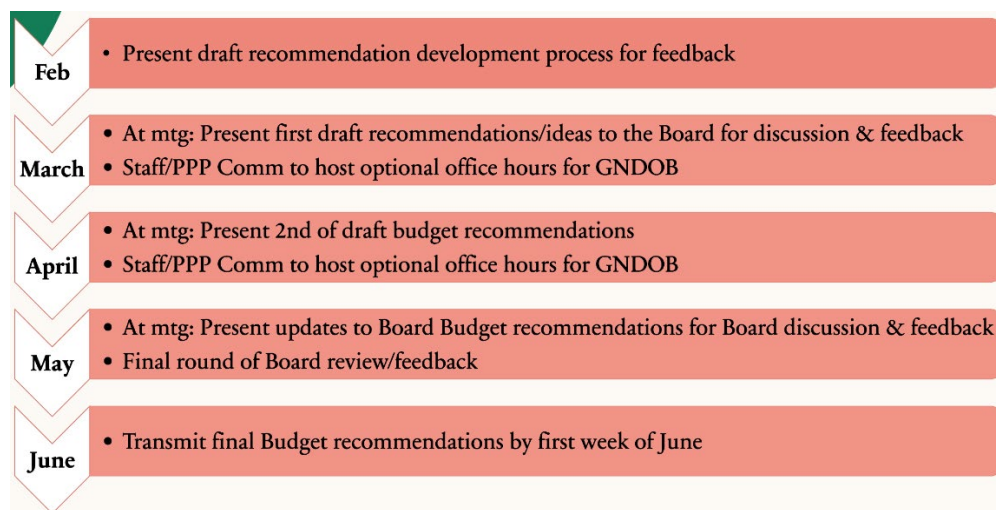 Feb
• Present draft recommendation development process for feedback
March
• At mtg: Present first draft recommendations/ideas to the Board for discussion & feedback
• Staff/PPP Comm to host optional office hours for GNDOB
April
• At mtg: Present 2nd of draft budget recommendations
• Staff/PPP Comm to host optional office hours for GNDOB
May
• At mtg: Present updates to Board Budget recommendations for Board discussion & feedback
• Final round of Board review/feedback
June
• Transmit final Budget recommendations by first week of June